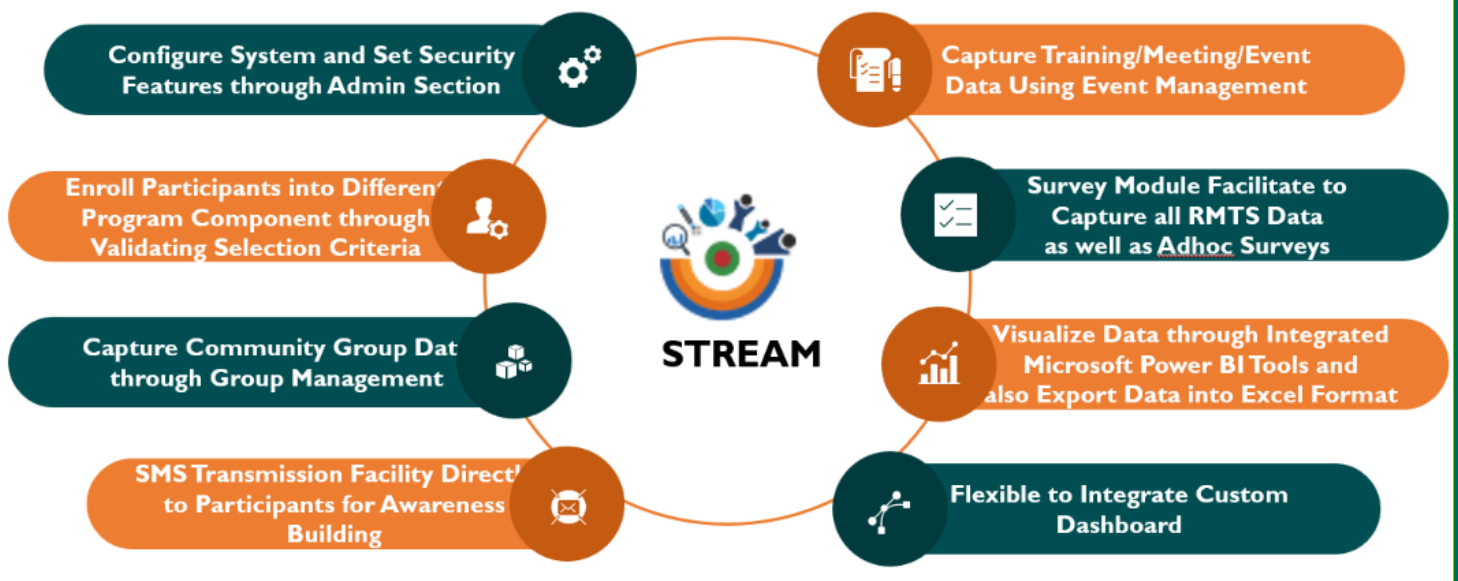 Configure System and Set Security
Features through Admin Section
Enroll Participants into Different
Program Component through
Validating Selection Criteria
Capture Community Group Dat
through Group Management
SMS Transmission Facility Directl
to Participants for Awareness
Building
STREAM
Capture Training/Meeting/Event
Data Using Event Management
Survey Module Facilitate to
Capture all RMTS Data
as well as Adhoc Surveys
Visualize Data through Integrated
Microsoft Power BI Tools and
also Export Data into Excel Format
Flexible to Integrate Custom
Dashboard